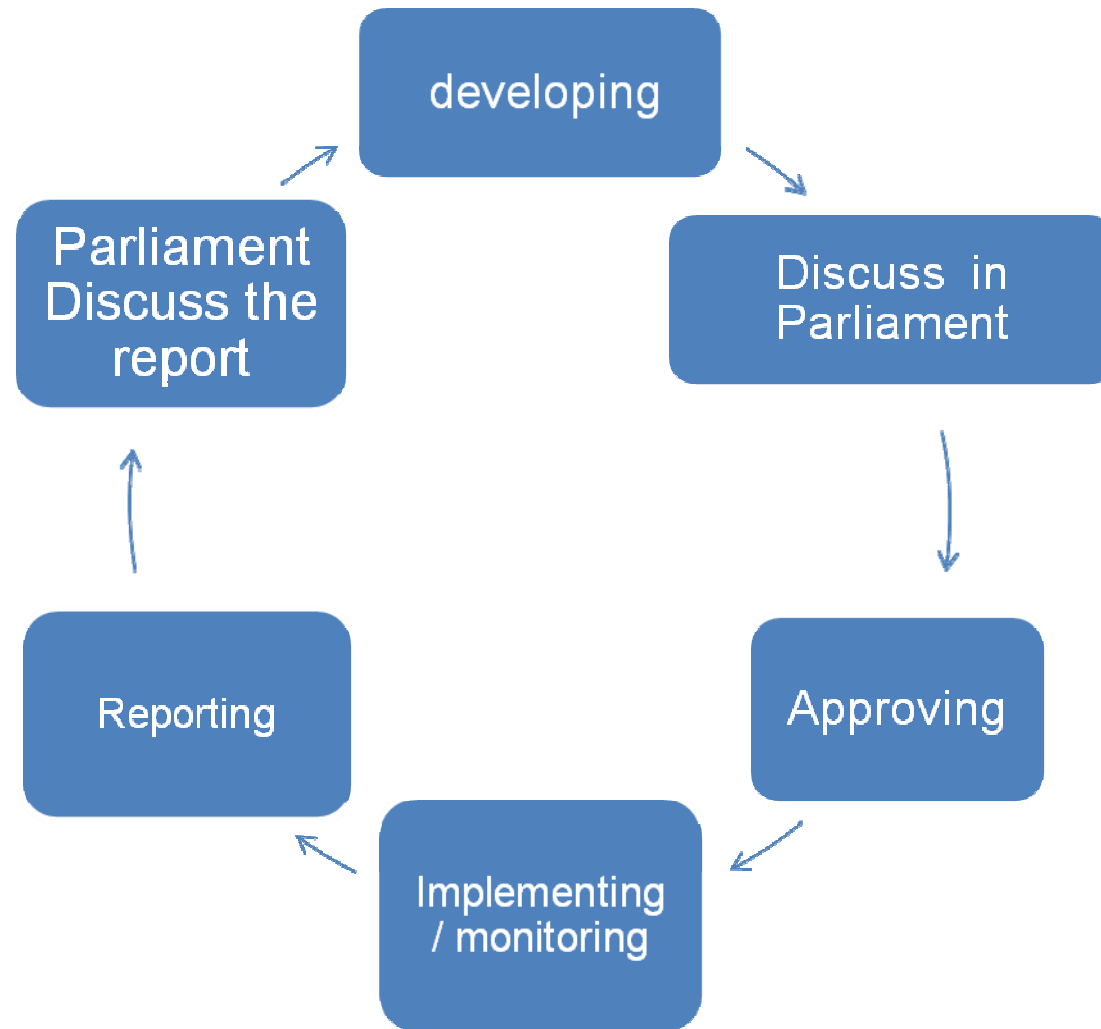 developing
Discuss in
Parliament
Approving
Implementing
/ monitoring
Reporting
Parliament
Discuss the
report